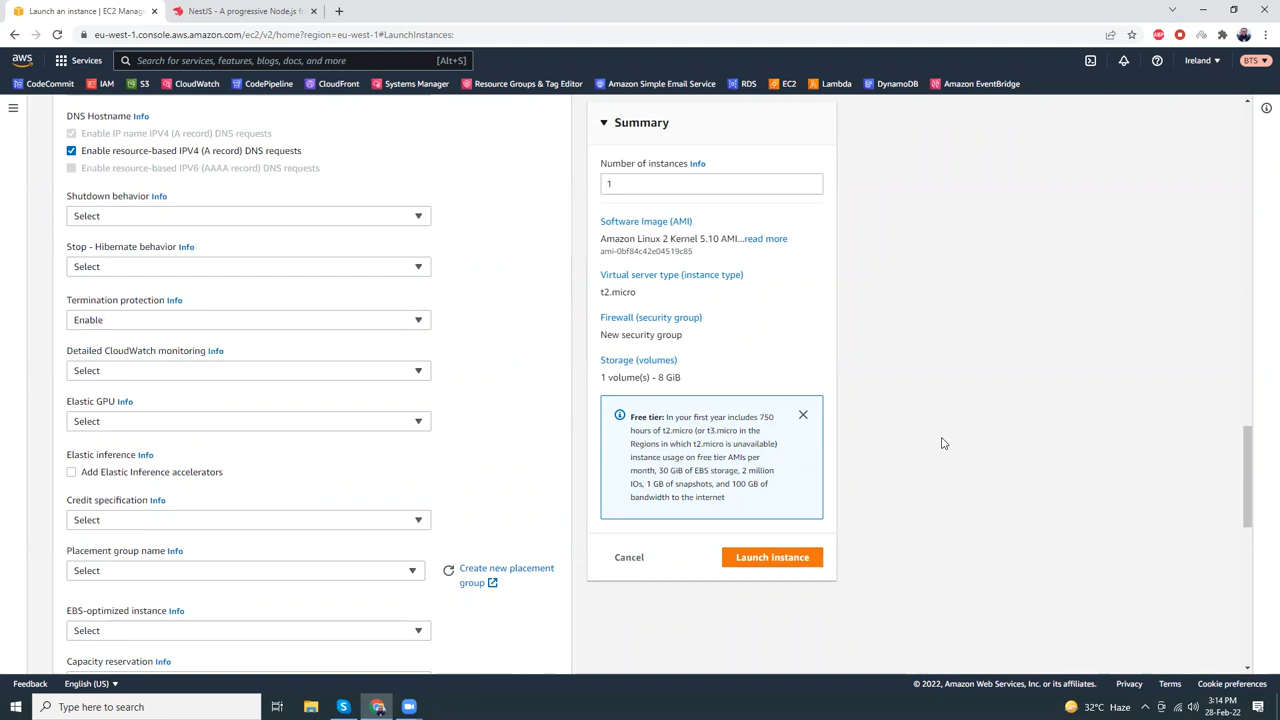 Launch an instance | EC2 Manag
NestJS - A progressive Node.js f
eu-west-1.console.aws.amazon.com/ec2/v2/home?region=eu-west-1#LaunchInstances:
ABP
aws
Services
Search for services, features, blogs, docs, and more
[Alt+S]
Ireland
BTS
CodeCommit
IAM
S3
CloudWatch
CodePipeline
CloudFront
Systems Manager
Resource Groups & Tag Editor
Amazon Simple Email Service
RDS
EC2
Lambda
DynamoDB
Amazon EventBridge
DNS Hostname Info
Enable IP name IPV4 (A record) DNS requests
Enable resource-based IPV4 (A record) DNS requests
Enable resource-based IPV6 (AAAA record) DNS requests
Shutdown behavior Info
Select
Stop - Hibernate behavior Info
Select
Termination protection Info
Enable
Detailed CloudWatch monitoring Info
Select
Elastic GPU Info
Select
Elastic inference Info
Add Elastic Inference accelerators
Credit specification Info
Select
Placement group name Info
Select
Create new placement
group
EBS-optimized instance Info
Select
Capacity reservation Info
Summary
Number of instances Info
1
Software Image (AMI)
Amazon Linux 2 Kernel 5.10 AMI...read more
ami-0bf84c42e04519c85
Virtual server type (instance type)
t2.micro
Firewall (security group)
New security group
Storage (volumes)
1 volume(s) - 8 GiB
Free tier: In your first year includes 750
hours of t2.micro (or t3.micro in the
Regions in which t2.micro is unavailable)
instance usage on free tier AMIs per
month, 30 GiB of EBS storage, 2 million
IOs, 1 GB of snapshots, and 100 GB of
bandwidth to the internet
Cancel
Launch instance
Feedback
English (US)
© 2022, Amazon Web Services, Inc. or its affiliates.
Privacy
Terms
Cookie preferences
Type here to search
32°C Haze
3:14 PM
28-Feb-22